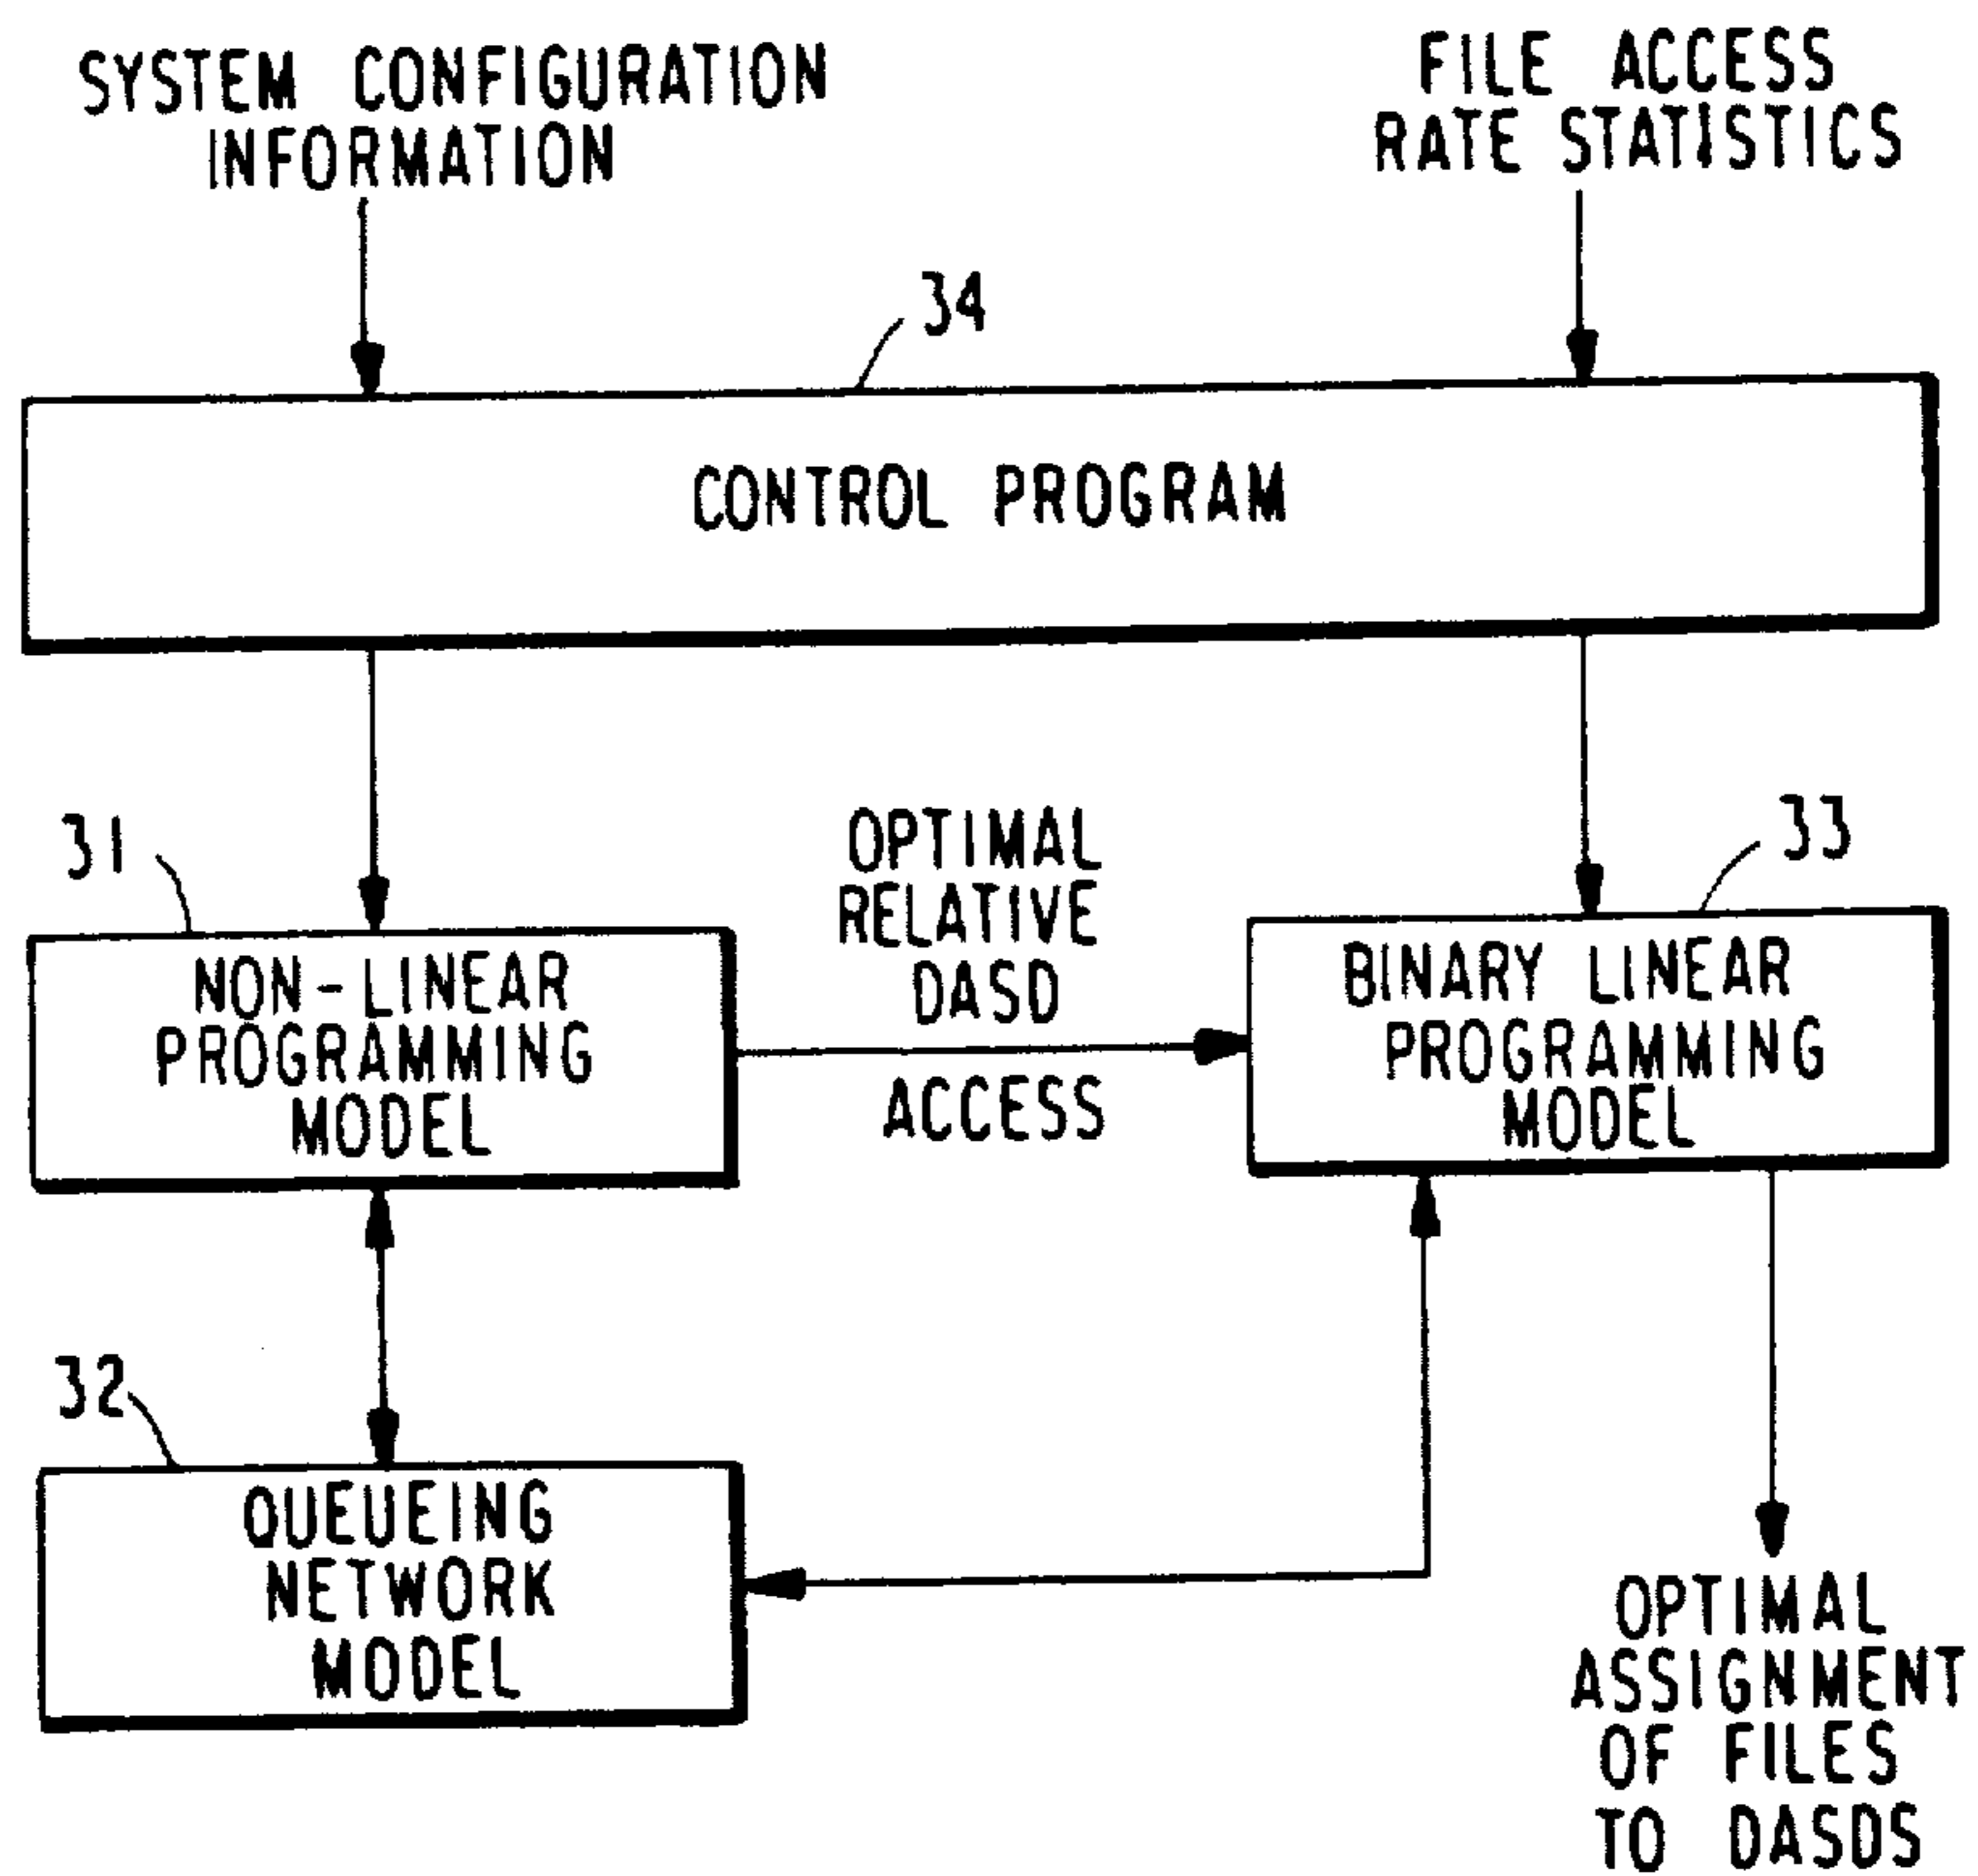 SYSTEM CONFIGURATION
INFORMATION
FILE ACCESS
RATE STATISTICS
34
CONTROL PROGRAM
31
OPTIMAL
RELATIVE
DASD
ACCESS
33
NON-LINEAR
PROGRAMMING
MODEL
BINARY LINEAR
PROGRAMMING
MODEL
32
QUEUEING
NETWORK
MODEL
OPTIMAL
ASSIGNMENT
OF FILES
TO DASDS